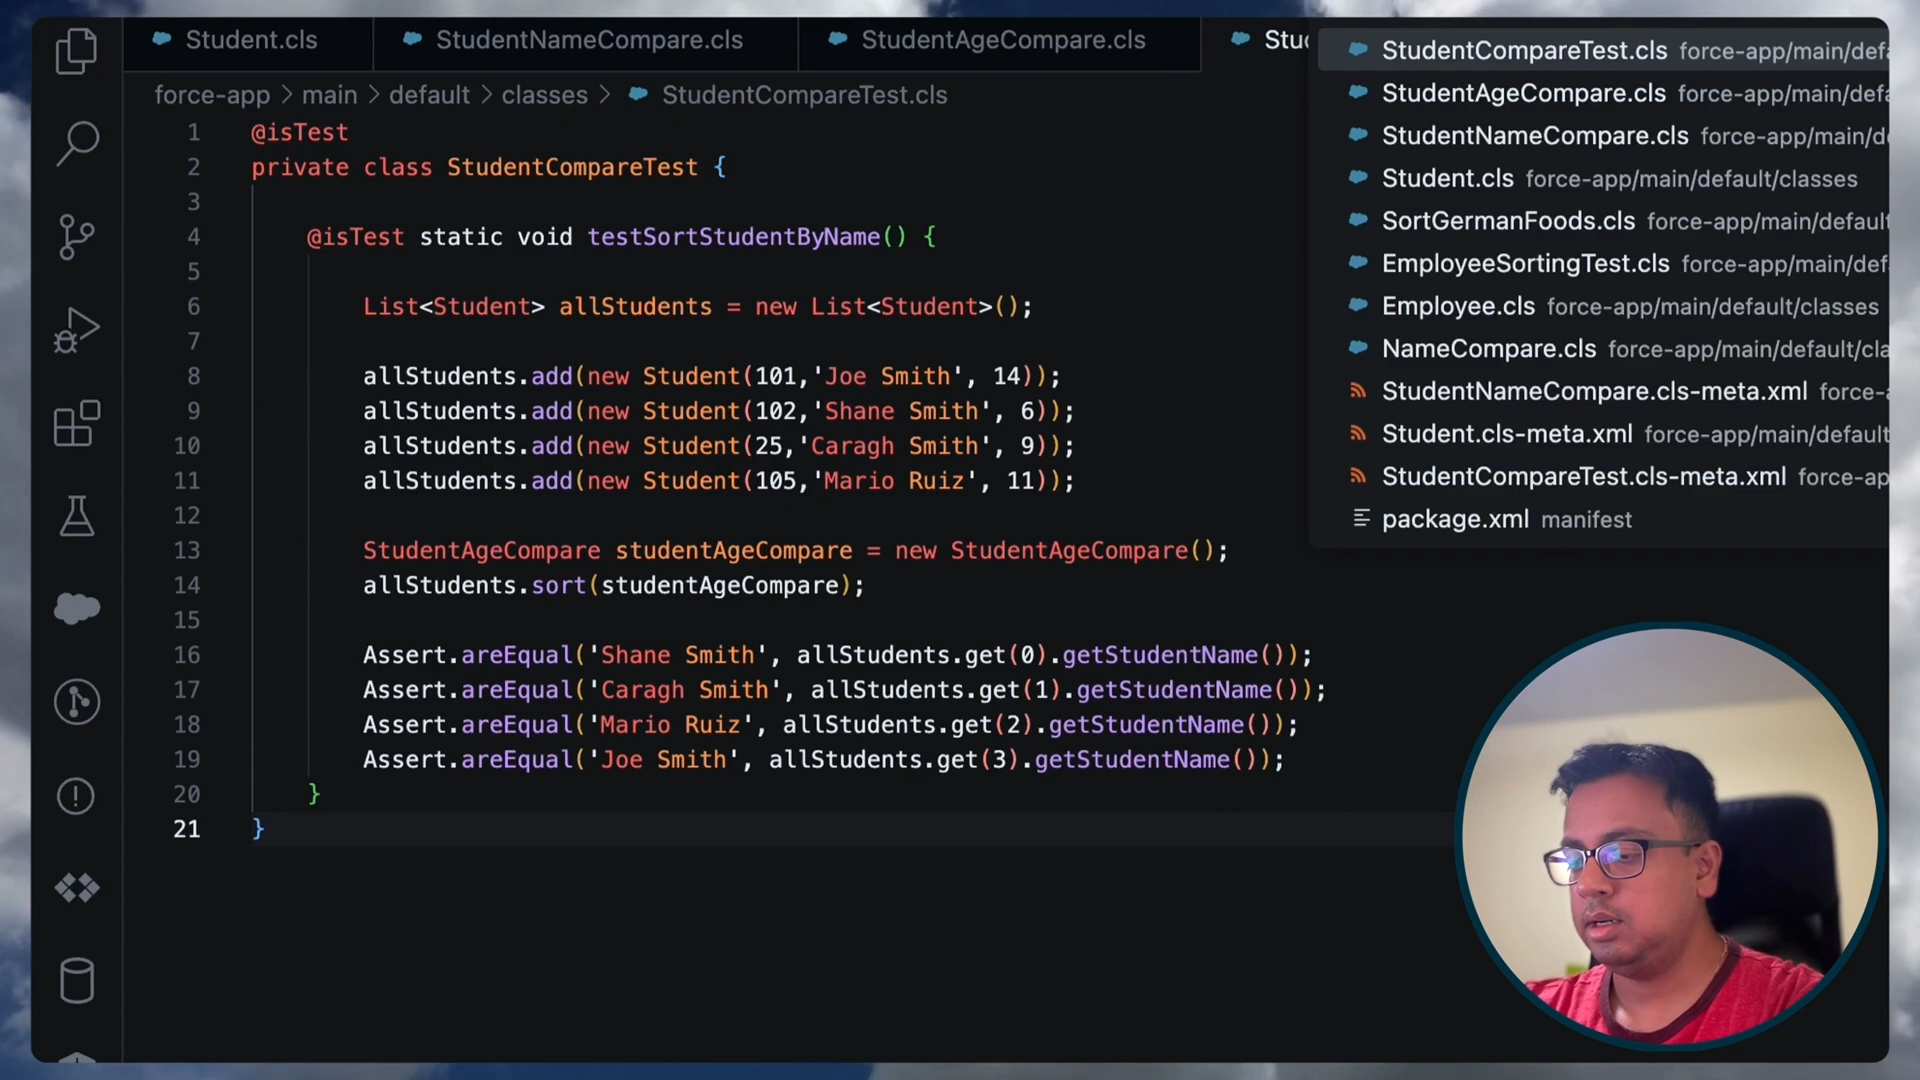 Student.cls
StudentNameCompare.cls
StudentAgeCompare.cls
force-app > main > default > classes > StudentCompareTest.cls
1 @isTest
2 private class StudentCompareTest {
3
4 @isTest static void testSortStudentByName() {
5
6 List<Student> allStudents = new List<Student>();
7
8 allStudents.add(new Student(101,'Joe Smith', 14));
9 allStudents.add(new Student(102,'Shane Smith', 6));
10 allStudents.add(new Student(25,'Caragh Smith', 9));
11 allStudents.add(new Student(105,'Mario Ruiz', 11));
12
13 StudentAgeCompare studentAgeCompare = new StudentAgeCompare();
14 allStudents.sort(studentAgeCompare);
15
16 Assert.areEqual('Shane Smith', allStudents.get(0).getStudentName());
17 Assert.areEqual('Caragh Smith', allStudents.get(1).getStudentName());
18 Assert.areEqual('Mario Ruiz', allStudents.get(2).getStudentName());
19 Assert.areEqual('Joe Smith', allStudents.get(3).getStudentName());
20 }
21 }
StudentCompareTest.cls force-app/main/def
StudentAgeCompare.cls force-app/main/def
StudentNameCompare.cls force-app/main/d
Student.cls force-app/main/default/classes
SortGermanFoods.cls force-app/main/default
EmployeeSortingTest.cls force-app/main/def
Employee.cls force-app/main/default/classes
NameCompare.cls force-app/main/default/cla
StudentNameCompare.cls-meta.xml force-
Student.cls-meta.xml force-app/main/default
StudentCompareTest.cls-meta.xml force-ap
package.xml manifest